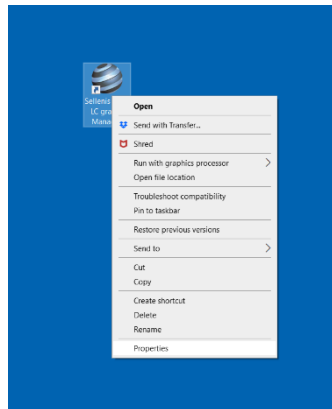 Sellenis
LC gra
Mana
Open
Send with Transfer...
Shred
Run with graphics processor
Open file location
Troubleshoot compatibility
Pin to taskbar
Restore previous versions
Send to
Cut
Copy
Create shortcut
Delete
Rename
Properties